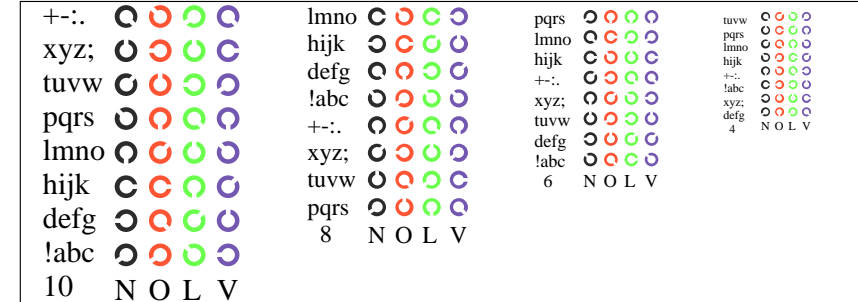 +-:.
xyz;
tuvw
pqrs
lmno
hijk
defg
!abc
10 N O L V
lmno
hijk
defg
!abc
+-:.
xyz;
tuvw
pqrs
8 N O L V
pqrs
lmno
hijk
+-:.
xyz;
tuvw
defg
!abc
6 N O L V
tuvw
pqrs
lmno
hijk
+-:.
!abc
xyz;
defg
4 N O L V